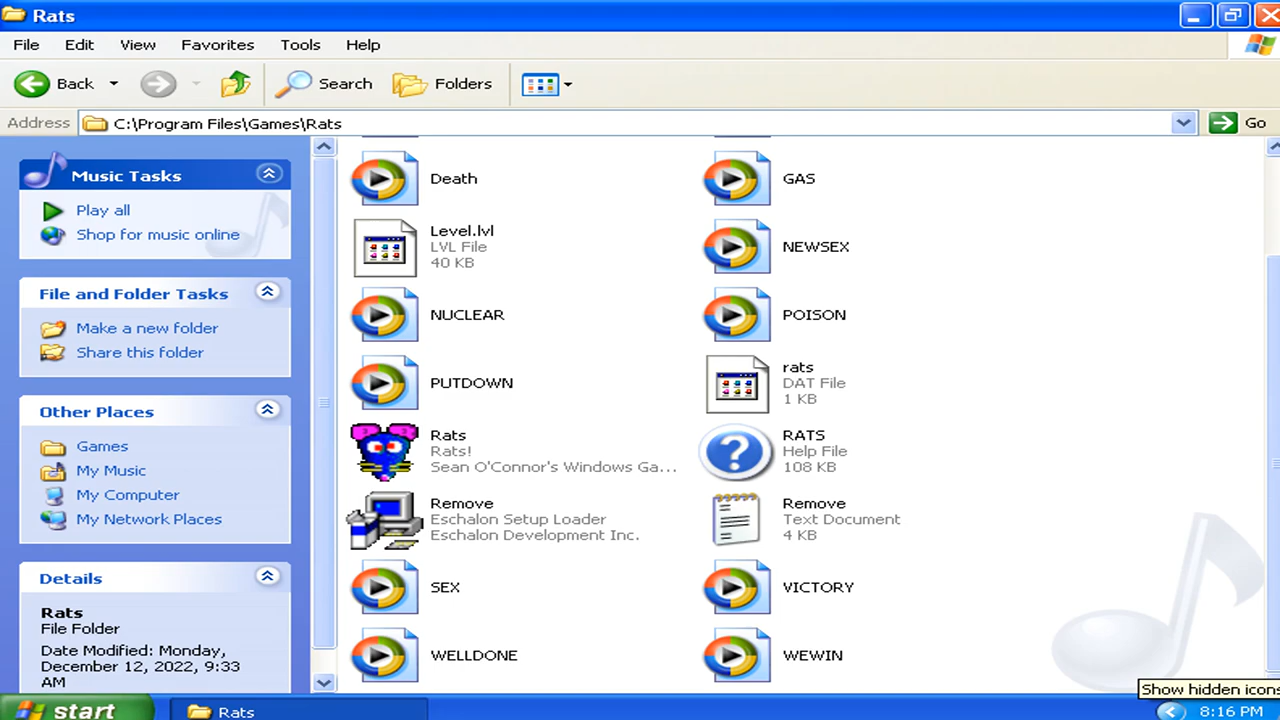 Rats
File Edit View Favorites Tools Help
Back Search Folders
Address C:\Program Files\Games\Rats Go
Music Tasks
Play all
Shop for music online
File and Folder Tasks
Make a new folder
Share this folder
Other Places
Games
My Music
My Computer
My Network Places
Details
Rats
File Folder
Date Modified: Monday,
December 12, 2022, 9:33
AM
Death
GAS
Level.lvl
LVL File
40 KB
NEWSEX
NUCLEAR
POISON
PUTDOWN
rats
DAT File
1 KB
Rats
Rats!
Sean O'Connor's Windows Ga...
RATS
Help File
108 KB
Remove
Eschalon Setup Loader
Eschalon Development Inc.
Remove
Text Document
4 KB
SEX
VICTORY
WELLDONE
WEWIN
Show hidden icons
start Rats 8:16 PM